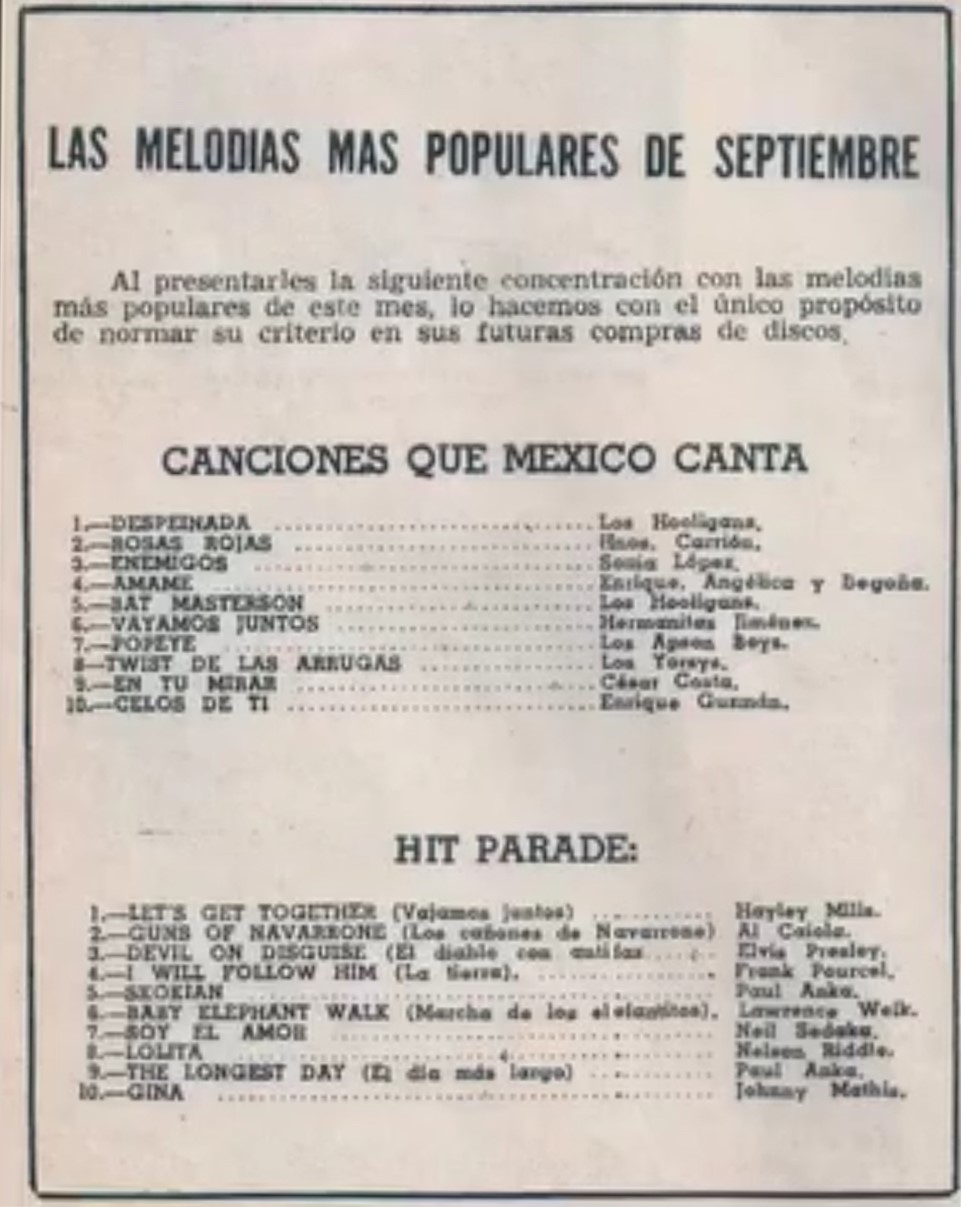 LAS MELODIAS MAS POPULARES DE SEPTIEMBRE
Al presentarles la siguiente concentración con las melodías
más populares de este mes, lo hacemos con el único propósito
de normar su criterio en sus futuras compras de discos.
CANCIONES QUE MEXICO CANTA
1.—DESPEINADA ........ Los Hooligans.
2.—ROSAS ROJAS ........ Hnos. Carrión.
3.—ENEMIGOS ........ Sonia López.
4.—AMAME ........ Enrique, Angélica y Begoña.
5.—BAT MASTERSON ........ Los Hooligans.
6.—VAYAMOS JUNTOS ........ Hermanitas Jiménez.
7.—POPEYE ........ Los Apson Boys.
8—TWIST DE LAS ARRUGAS ........ Los Yorsys.
9.—EN TU MIRAR ........ César Costa.
10.—CELOS DE TI ........ Enrique Guzmán.
HIT PARADE:
1.—LET'S GET TOGETHER (Vayamos juntos) ........ Hayley Mills.
2.—GUNS OF NAVARRONE (Los cañones de Navarrone) Al Caiola.
3.—DEVIL ON DISGUISE (El diablo con antifas ..... Elvis Presley.
4.—I WILL FOLLOW HIM (La tierra). ........ Frank Pourcel.
5.—SKOKIAN ........ Paul Anka.
6.—BABY ELEPHANT WALK (Marcha de los elefantitos). Lawrence Welk.
7.—SOY EL AMOR ........ Neil Sedaka.
8.—LOLITA ........ Nelson Riddle.
9.—THE LONGEST DAY (El día más largo) ........ Paul Anka.
10.—GINA ........ Johnny Mathis.